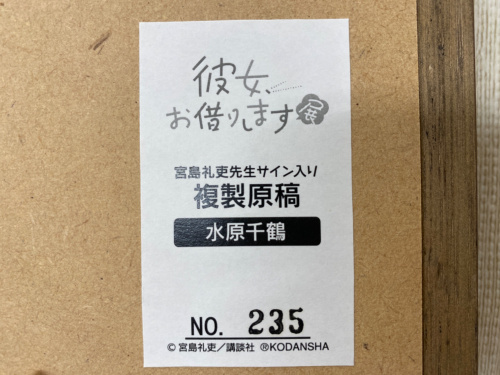 彼女、
お借りします展
宮島礼吏先生サイン入り
複製原稿
水原千鶴
NO. 235
© 宮島礼吏／講談社 ®KODANSHA